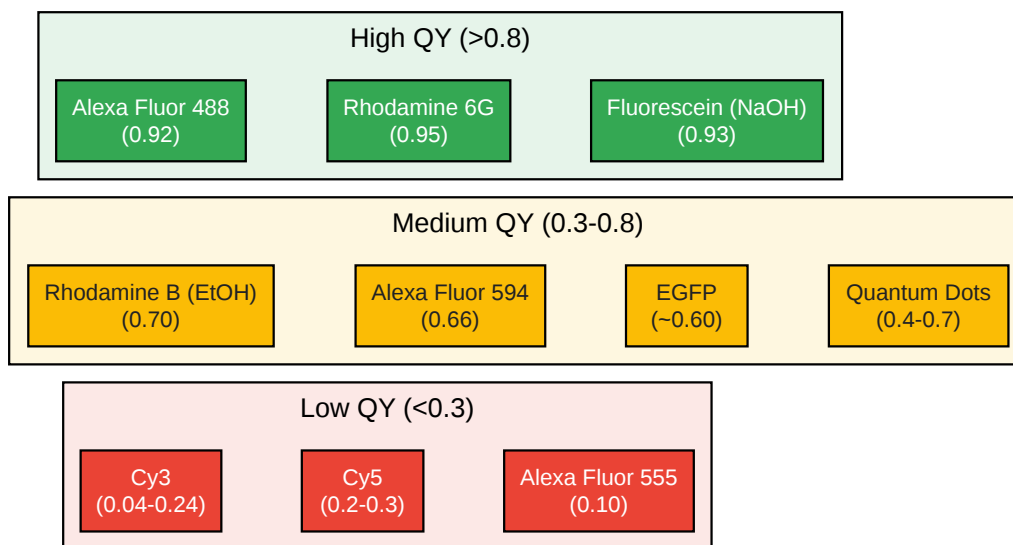 High QY (>0.8)
Alexa Fluor 488
(0.92)
Rhodamine 6G
(0.95)
Fluorescein (NaOH)
(0.93)
Medium QY (0.3-0.8)
Rhodamine B (EtOH)
(0.70)
Alexa Fluor 594
(0.66)
EGFP
(~0.60)
Quantum Dots
(0.4-0.7)
Low QY (<0.3)
Cy3
(0.04-0.24)
Cy5
(0.2-0.3)
Alexa Fluor 555
(0.10)